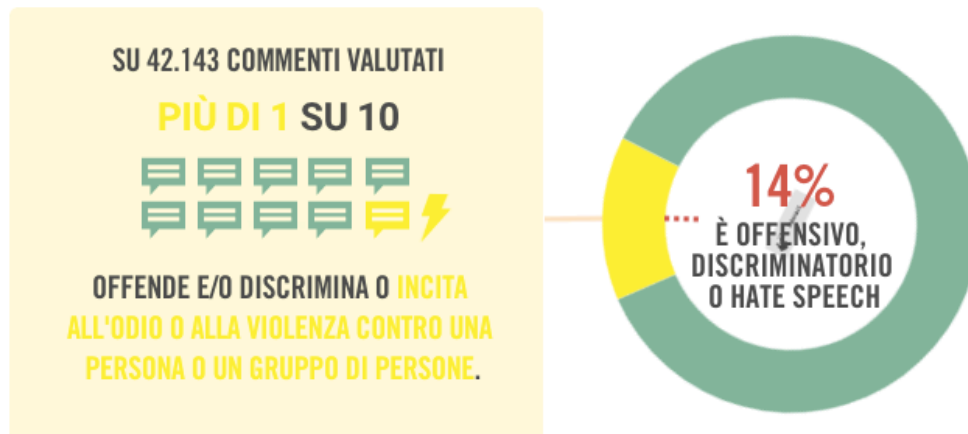 SU 42.143 COMMENTI VALUTATI
PIÙ DI 1 SU 10
OFFENDE E/O DISCRIMINA O INCITA
ALL'ODIO O ALLA VIOLENZA CONTRO UNA
PERSONA O UN GRUPPO DI PERSONE.
14%
È OFFENSIVO,
DISCRIMINATORIO
O HATE SPEECH